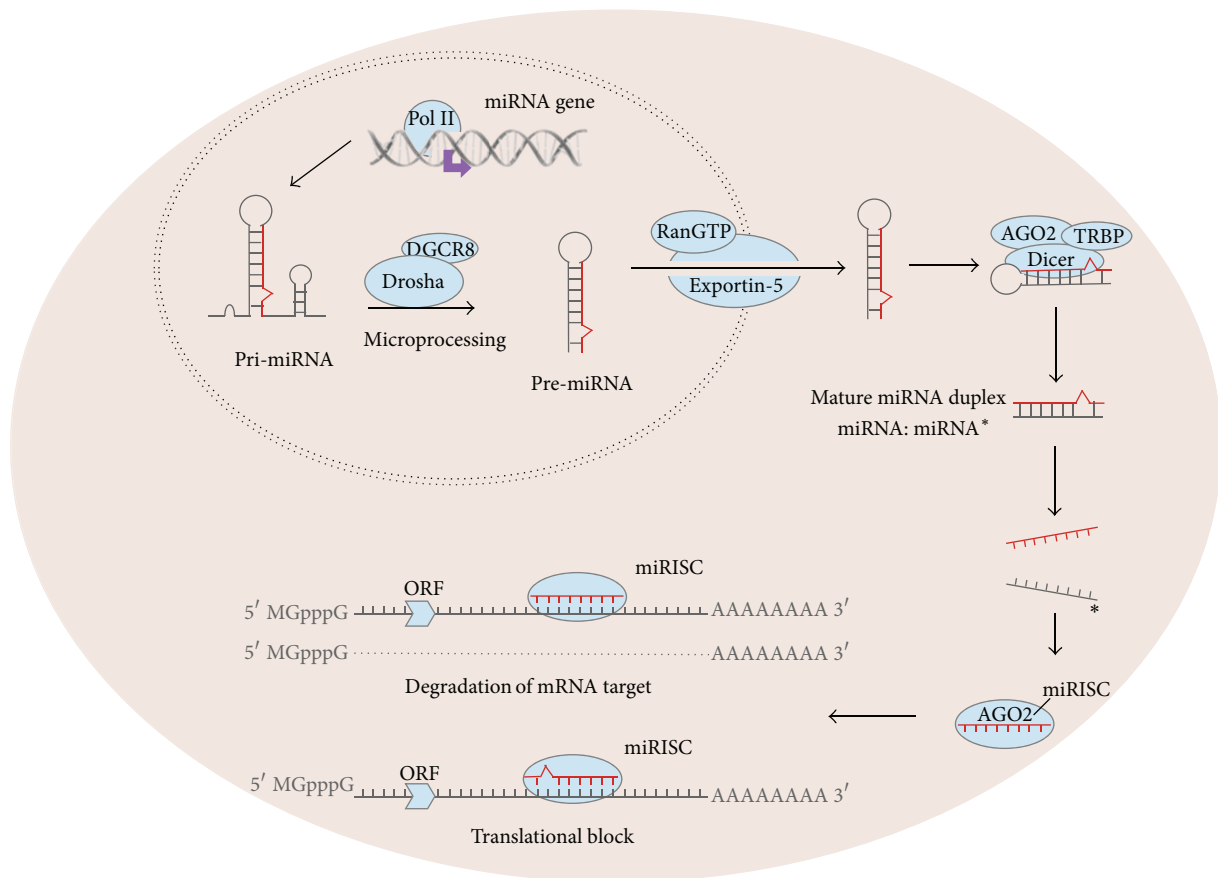 miRNA gene
Pol II
DGCR8
Drosha
Microprocessing
Pri-miRNA
Pre-miRNA
RanGTP
Exportin-5
AGO2
TRBP
Dicer
Mature miRNA duplex
miRNA: miRNA*
*
miRISC
AGO2
miRISC
ORF
5′ MGpppG AAAAAAAA 3′
5′ MGpppG AAAAAAAA 3′
Degradation of mRNA target
miRISC
ORF
5′ MGpppG AAAAAAAA 3′
Translational block